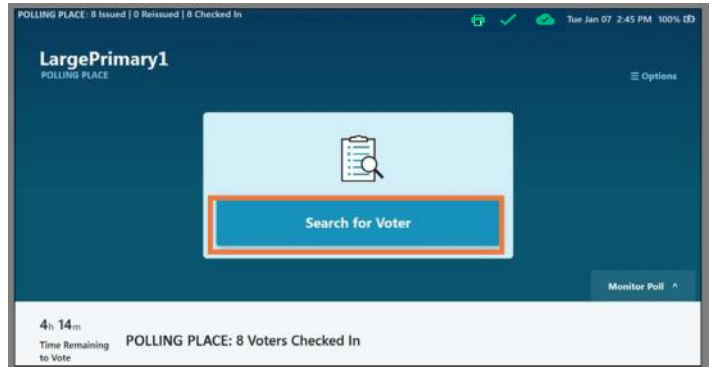 POLLING PLACE: 8 Issued | 0 Reissued | 8 Checked In
Tue Jan 07 2:45 PM 100%
LargePrimary1
POLLING PLACE
Options
Search for Voter
Monitor Poll
4h 14m
Time Remaining
to Vote
POLLING PLACE: 8 Voters Checked In